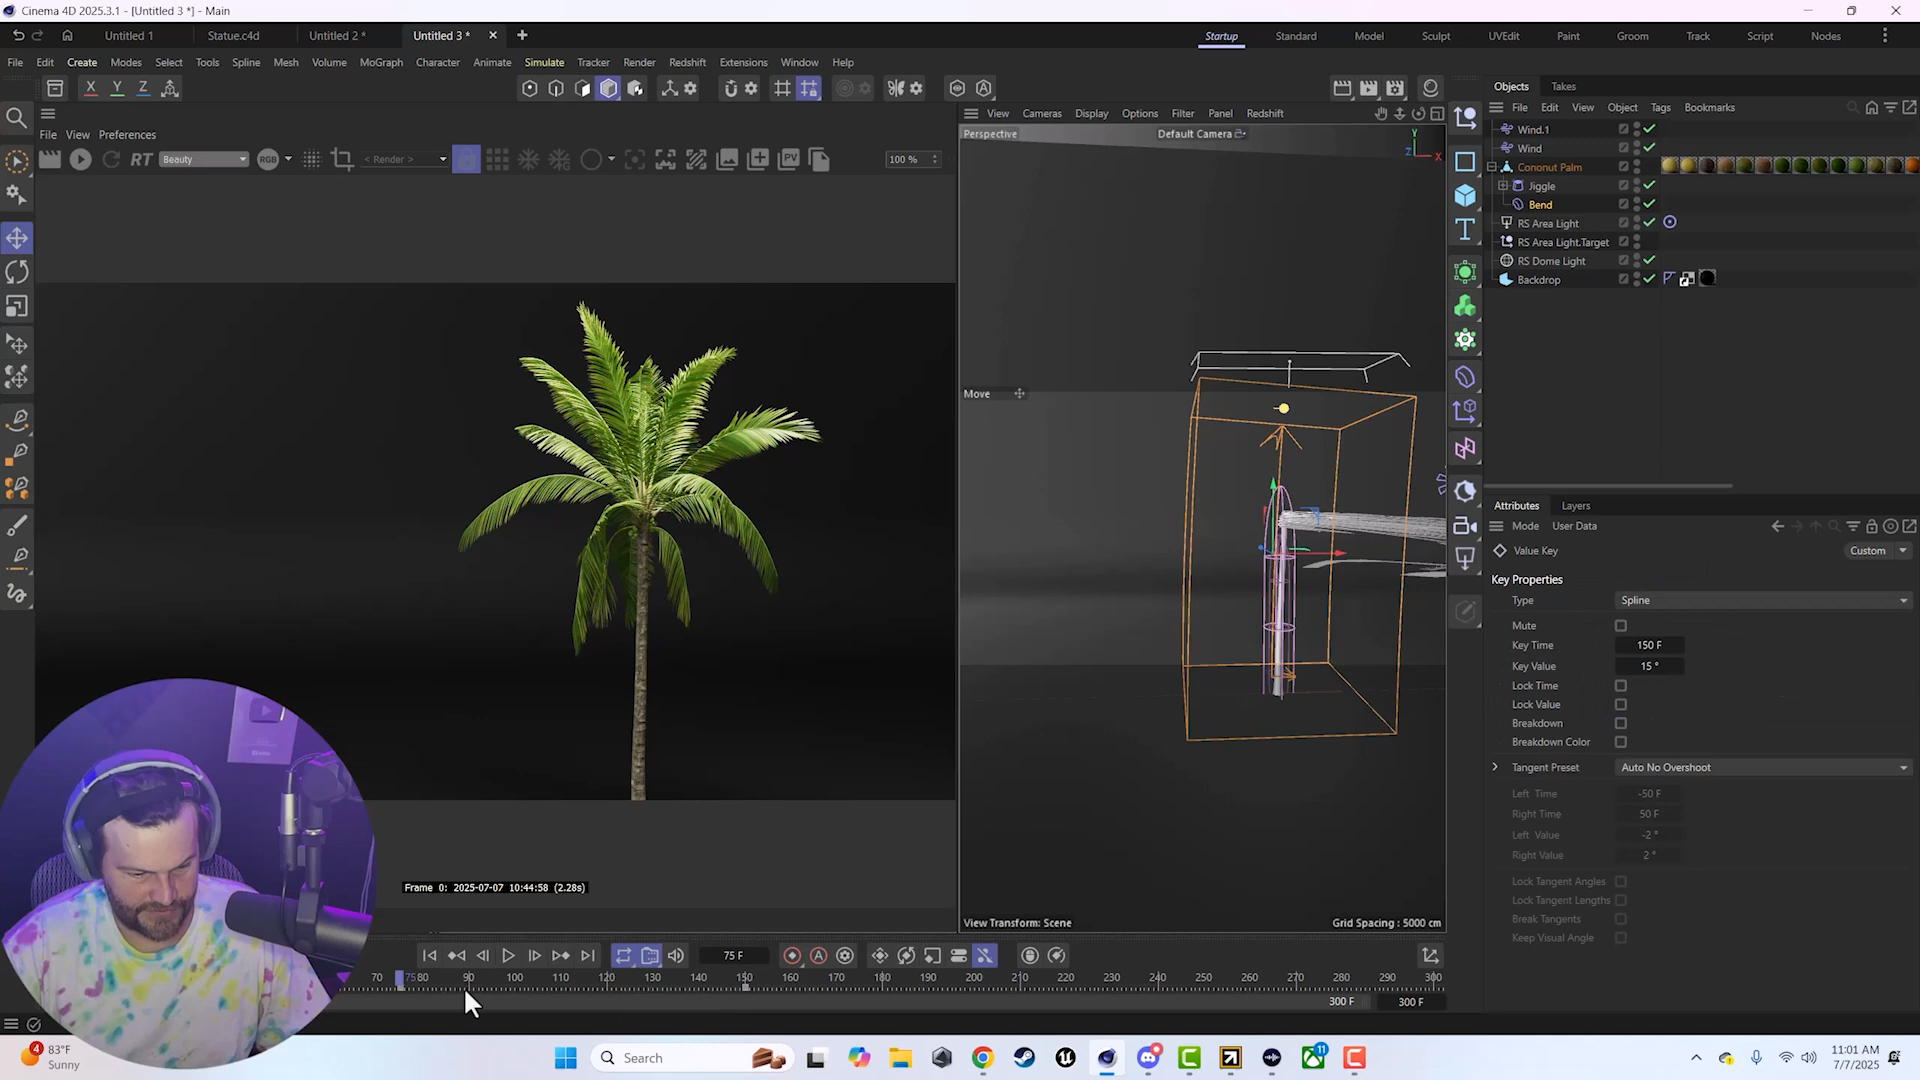 Cinema 4D 2025.3.1 - [Untitled 3 *] - Main
Untitled 1 Statue.c4d Untitled 2 * Untitled 3 *
Startup Standard Model Sculpt UVEdit Paint Groom Track Script Nodes
File Edit Create Modes Select Tools Spline Mesh Volume MoGraph Character Animate Simulate Tracker Render Redshift Extensions Window Help
X Y Z
Objects Takes
File Edit View Object Tags Bookmarks
View Cameras Display Options Filter Panel Redshift
File View Preferences
Perspective
Default Camera
RT Beauty RGB < Render > PV 100 %
Y
Z X
Wind.1
Wind
Cononut Palm
Jiggle
Bend
RS Area Light
RS Area Light.Target
RS Dome Light
Backdrop
Move
Attributes Layers
Mode User Data
Value Key Custom
Key Properties
Type Spline
Mute
Key Time 150 F
Key Value 15 °
Lock Time
Lock Value
Breakdown
Breakdown Color
Tangent Preset Auto No Overshoot
Left Time -50 F
Right Time 50 F
Left Value -2 °
Right Value 2 °
Lock Tangent Angles
Lock Tangent Lengths
Break Tangents
Keep Visual Angle
Frame 0: 2025-07-07 10:44:58 (2.28s)
View Transform: Scene
Grid Spacing : 5000 cm
75 F
70 75 80 90 100 110 120 130 140 150 160 170 180 190 200 210 220 230 240 250 260 270 280 290 300
300 F 300 F
4
83°F
Sunny
Search
11
11:01 AM
7/7/2025